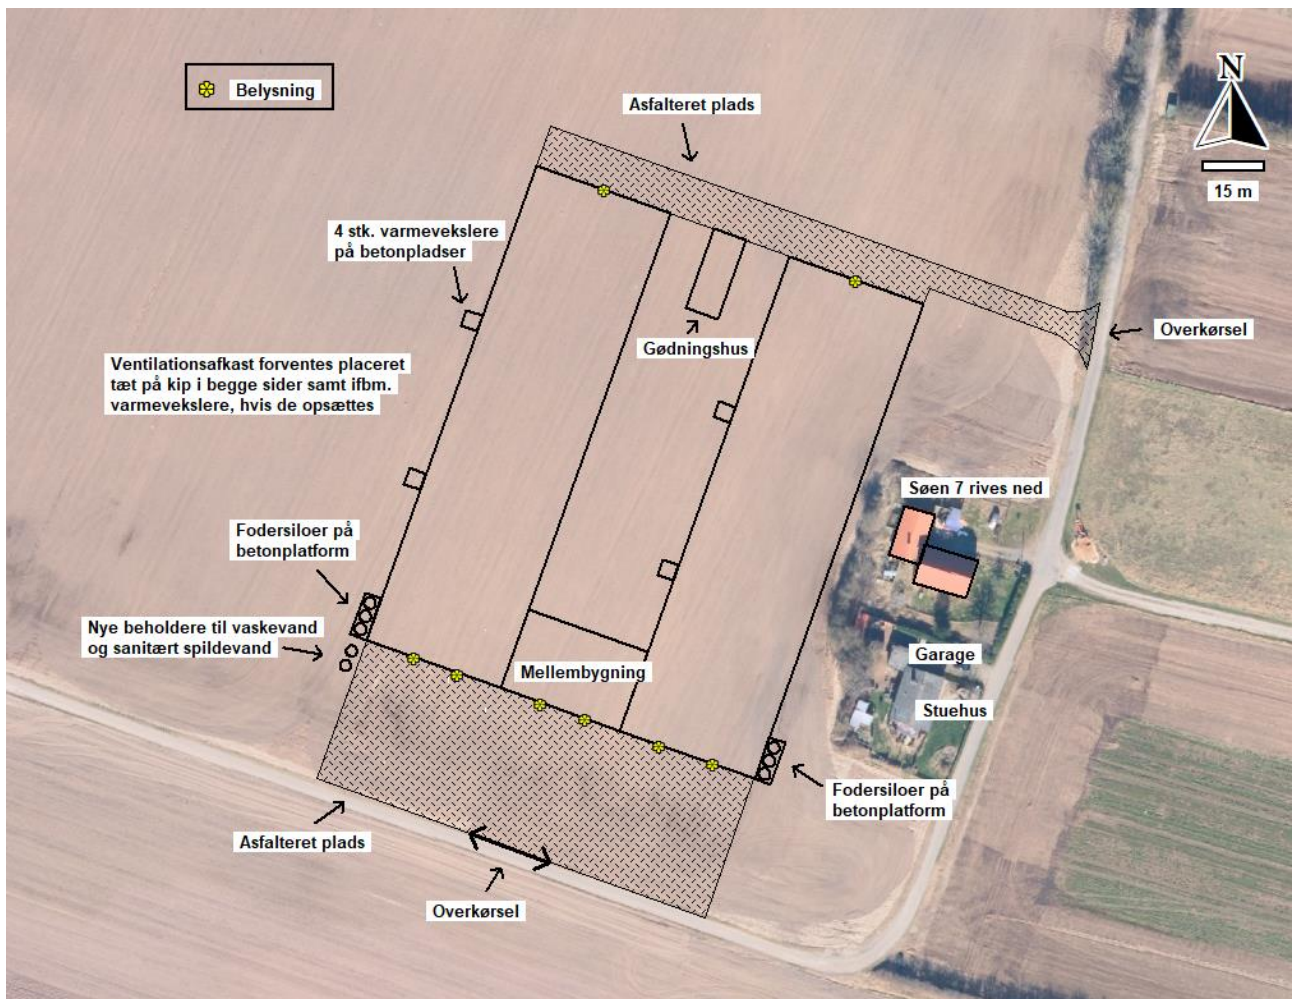 Belysning
Asfalteret plads
N
15 m
4 stk. varmevekslere
på betonpladser
Overkørsel
Gødningshus
Ventilationsafkast forventes placeret
tæt på kip i begge sider samt ifbm.
varmevekslere, hvis de opsættes
Søen 7 rives ned
Fodersiloer på
betonplatform
Nye beholdere til vaskevand
og sanitært spildevand
Garage
Mellembygning
Stuehus
Fodersiloer på
betonplatform
Asfalteret plads
Overkørsel